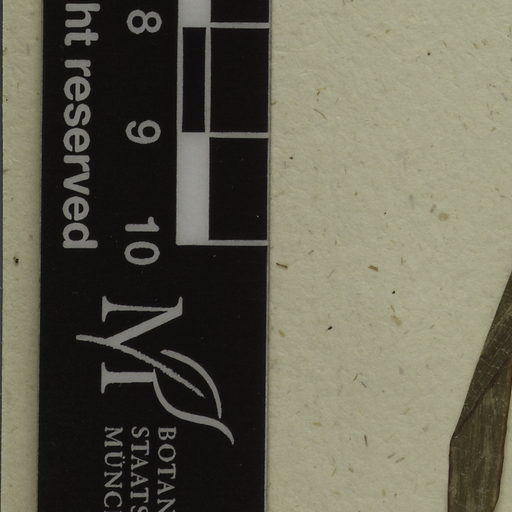 ht reserved
8
9
10
M
BOTAN
STAATS
MÜNC